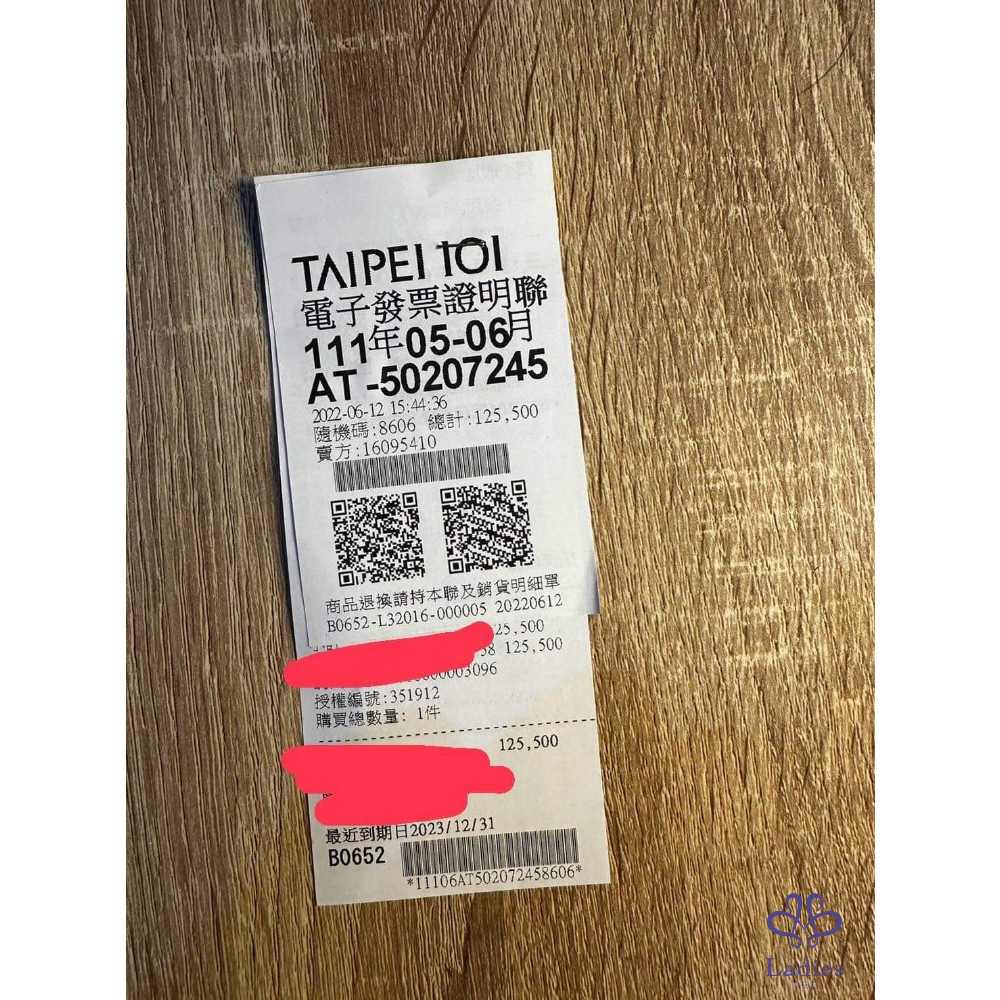 TAIPEI 101
電子發票證明聯
111年05-06月
AT -50207245
2022-06-12 15:44:36
隨機碼:8606 總計:125,500
賣方:16095410
商品退換請持本聯及銷貨明細單
B0652-L32016-000005 20220612
25,500
58 125,500
00003096
授權編號:351912
購買總數量: 1件
125,500
最近到期日2023/12/31
B0652
*11106AT502072458606*
Ladies